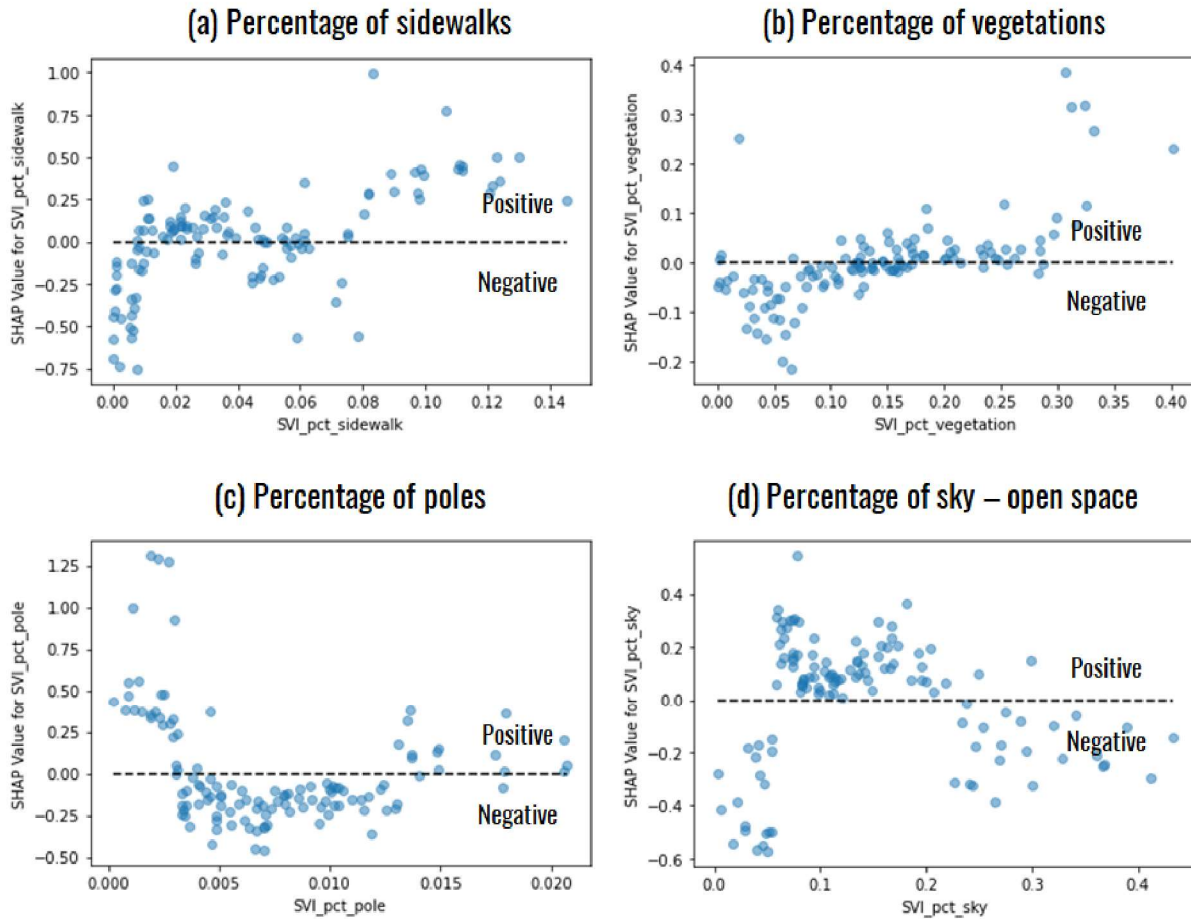 (a) Percentage of sidewalks
(b) Percentage of vegetations
SHAP Value for SVI_pct_sidewalk
1.00
0.75
0.50
0.25
0.00
−0.25
−0.50
−0.75
Positive
Negative
0.00 0.02 0.04 0.06 0.08 0.10 0.12 0.14
SVI_pct_sidewalk
SHAP Value for SVI_pct_vegetation
0.4
0.3
0.2
0.1
0.0
−0.1
−0.2
Positive
Negative
0.00 0.05 0.10 0.15 0.20 0.25 0.30 0.35 0.40
SVI_pct_vegetation
(c) Percentage of poles
(d) Percentage of sky – open space
SHAP Value for SVI_pct_pole
1.25
1.00
0.75
0.50
0.25
0.00
−0.25
−0.50
Positive
Negative
0.000 0.005 0.010 0.015 0.020
SVI_pct_pole
SHAP Value for SVI_pct_sky
0.4
0.2
0.0
−0.2
−0.4
−0.6
Positive
Negative
0.0 0.1 0.2 0.3 0.4
SVI_pct_sky